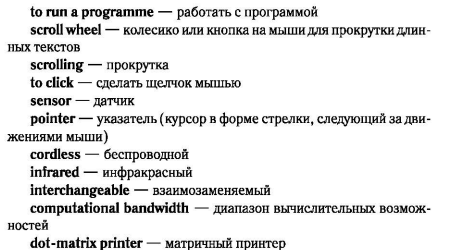 to run a programme — работать с программой
scroll wheel — колесико или кнопка на мыши для прокрутки длин-
ных текстов
scrolling — прокрутка
to click — сделать щелчок мышью
sensor — датчик
pointer — указатель (курсор в форме стрелки, следующий за дви-
жениями мыши)
cordless — беспроводной
infrared — инфракрасный
interchangeable — взаимозаменяемый
computational bandwidth — диапазон вычислительных возмож-
ностей
dot-matrix printer — матричный принтер